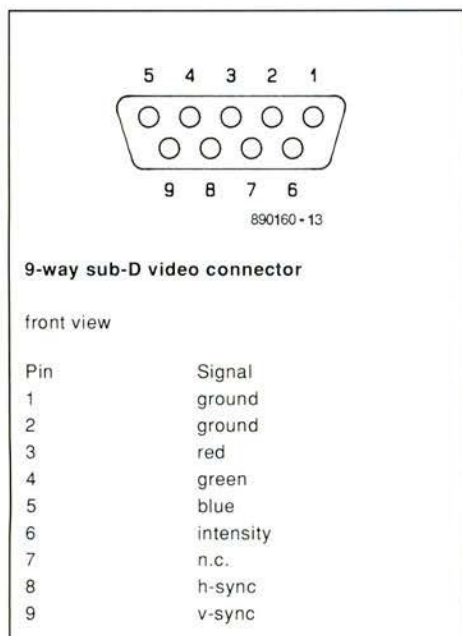 5 4 3 2 1
9 8 7 6
890160 - 13
9-way sub-D video connector
front view
Pin Signal
1 ground
2 ground
3 red
4 green
5 blue
6 intensity
7 n.c.
8 h-sync
9 v-sync